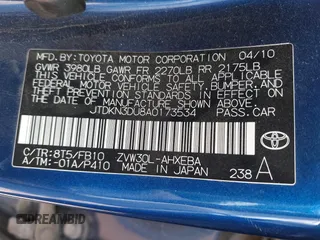 MFD.BY:TOYOTA MOTOR CORPORATION 04/10
GVWR 3980LB GAWR FR 2270LB RR 2175LB
THIS VEHICLE CONFORMS TO ALL APPLICABLE
FEDERAL MOTOR VEHICLE SAFETY, BUMPER, AND
THEFT PREVENTION STANDARDS IN EFFECT ON
THE DATE OF MANUFACTURE SHOWN ABOVE.
JTDKN3DU8A0173534 PASS.CAR
C/TR:8T5/FB10 ZVW30L-AHXEBA
A/TM:-01A/P410 MADE IN JAPAN 238 A
TOYOTA
DREAMBID